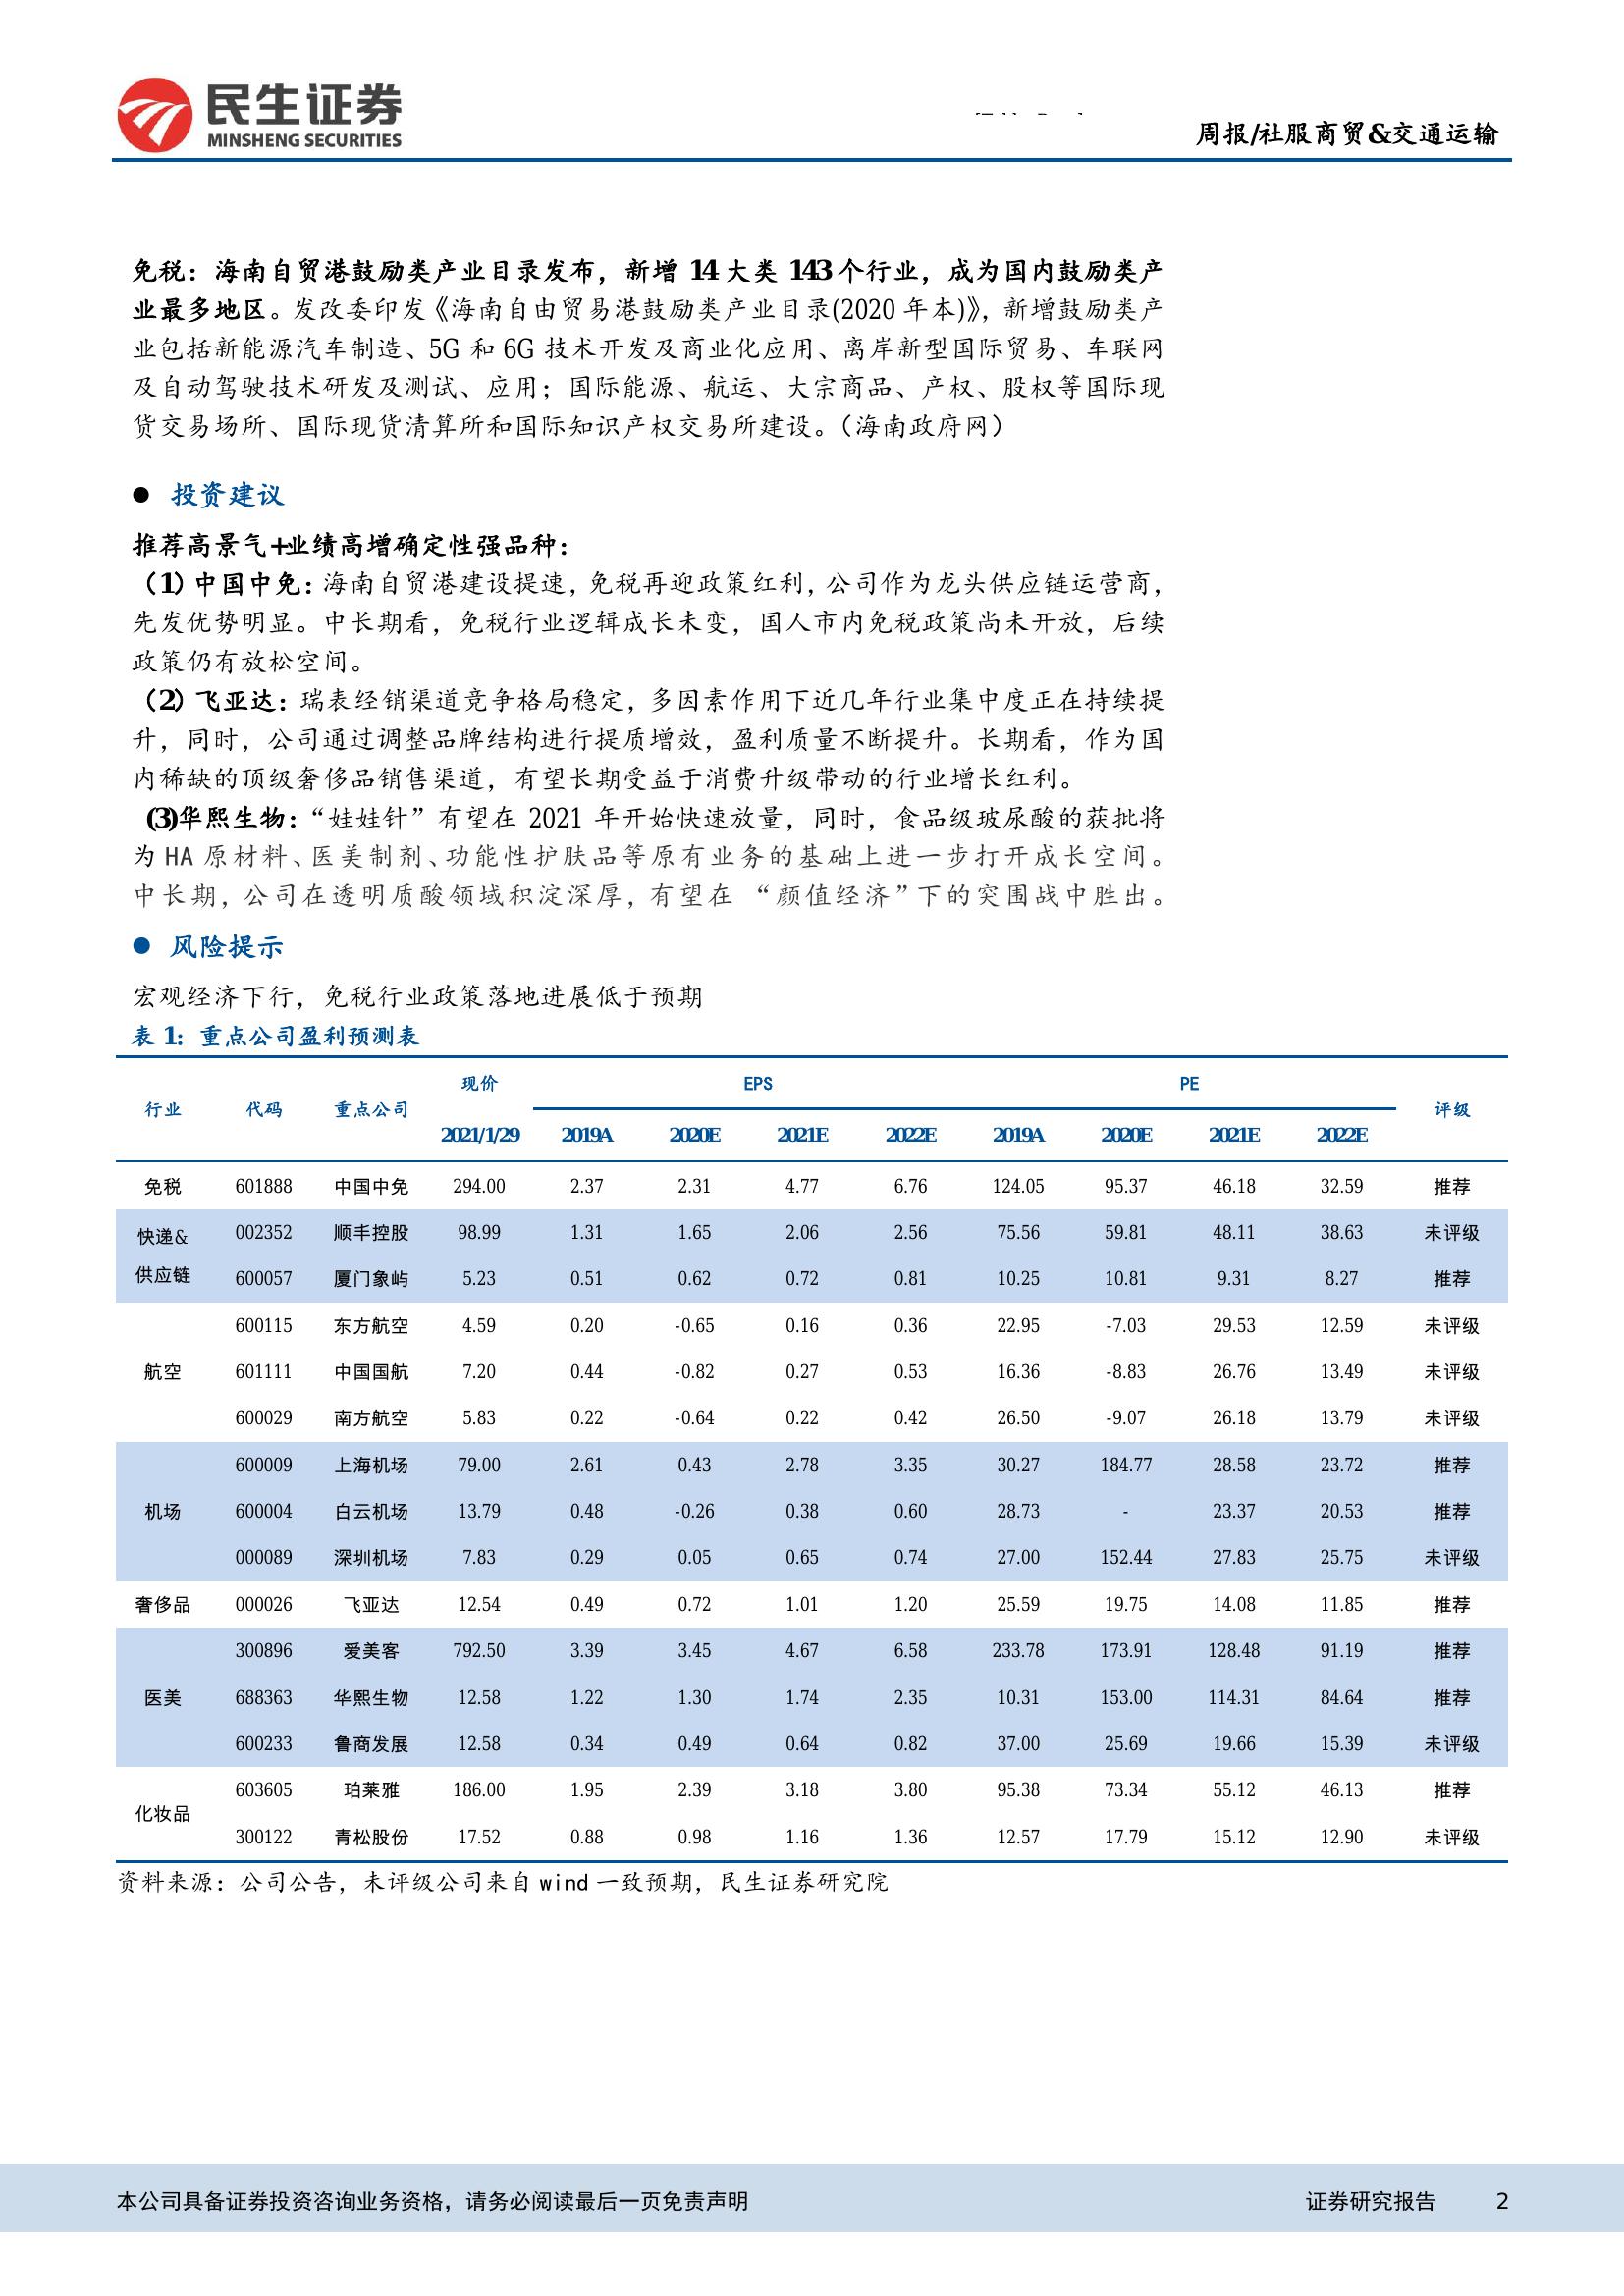 民生证券
MINSHENG SECURITIES
周报/社服商贸&交通运输
免税：海南自贸港鼓励类产业目录发布，新增 14 大类 143 个行业，成为国内鼓励类产
业最多地区。发改委印发《海南自由贸易港鼓励类产业目录(2020 年本)》，新增鼓励类产
业包括新能源汽车制造、5G 和 6G 技术开发及商业化应用、离岸新型国际贸易、车联网
及自动驾驶技术研发及测试、应用；国际能源、航运、大宗商品、产权、股权等国际现
货交易场所、国际现货清算所和国际知识产权交易所建设。（海南政府网）
● 投资建议
推荐高景气+业绩高增确定性强品种：
（1）中国中免：海南自贸港建设提速，免税再迎政策红利，公司作为龙头供应链运营商，
先发优势明显。中长期看，免税行业逻辑成长未变，国人市内免税政策尚未开放，后续
政策仍有放松空间。
（2）飞亚达：瑞表经销渠道竞争格局稳定，多因素作用下近几年行业集中度正在持续提
升，同时，公司通过调整品牌结构进行提质增效，盈利质量不断提升。长期看，作为国
内稀缺的顶级奢侈品销售渠道，有望长期受益于消费升级带动的行业增长红利。
(3)华熙生物：“娃娃针”有望在 2021 年开始快速放量，同时，食品级玻尿酸的获批将
为 HA 原材料、医美制剂、功能性护肤品等原有业务的基础上进一步打开成长空间。
中长期，公司在透明质酸领域积淀深厚，有望在 “颜值经济”下的突围战中胜出。
● 风险提示
宏观经济下行，免税行业政策落地进展低于预期
表 1：重点公司盈利预测表
行业 代码 重点公司 现价 EPS PE 评级
2021/1/29 2019A 2020E 2021E 2022E 2019A 2020E 2021E 2022E
免税 601888 中国中免 294.00 2.37 2.31 4.77 6.76 124.05 95.37 46.18 32.59 推荐
快递&
供应链
002352 顺丰控股 98.99 1.31 1.65 2.06 2.56 75.56 59.81 48.11 38.63 未评级
600057 厦门象屿 5.23 0.51 0.62 0.72 0.81 10.25 10.81 9.31 8.27 推荐
600115 东方航空 4.59 0.20 -0.65 0.16 0.36 22.95 -7.03 29.53 12.59 未评级
航空 601111 中国国航 7.20 0.44 -0.82 0.27 0.53 16.36 -8.83 26.76 13.49 未评级
600029 南方航空 5.83 0.22 -0.64 0.22 0.42 26.50 -9.07 26.18 13.79 未评级
600009 上海机场 79.00 2.61 0.43 2.78 3.35 30.27 184.77 28.58 23.72 推荐
机场 600004 白云机场 13.79 0.48 -0.26 0.38 0.60 28.73 - 23.37 20.53 推荐
000089 深圳机场 7.83 0.29 0.05 0.65 0.74 27.00 152.44 27.83 25.75 未评级
奢侈品 000026 飞亚达 12.54 0.49 0.72 1.01 1.20 25.59 19.75 14.08 11.85 推荐
300896 爱美客 792.50 3.39 3.45 4.67 6.58 233.78 173.91 128.48 91.19 推荐
医美 688363 华熙生物 12.58 1.22 1.30 1.74 2.35 10.31 153.00 114.31 84.64 推荐
600233 鲁商发展 12.58 0.34 0.49 0.64 0.82 37.00 25.69 19.66 15.39 未评级
化妆品
603605 珀莱雅 186.00 1.95 2.39 3.18 3.80 95.38 73.34 55.12 46.13 推荐
300122 青松股份 17.52 0.88 0.98 1.16 1.36 12.57 17.79 15.12 12.90 未评级
资料来源：公司公告，未评级公司来自 wind 一致预期，民生证券研究院
本公司具备证券投资咨询业务资格，请务必阅读最后一页免责声明 证券研究报告 2